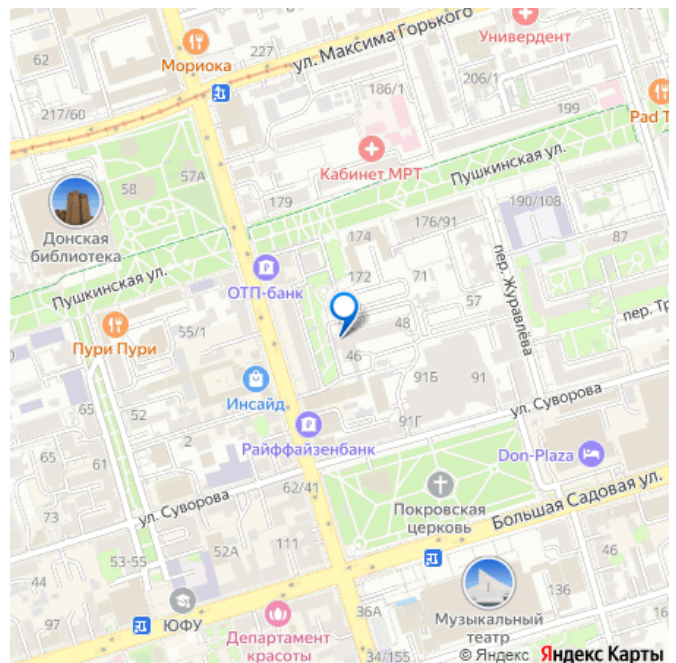 62
Мориока
227
ул. Максима Горького
Универдент
217/60
186/1
206/1
199
Pad T
Кабинет МРТ
Пушкинская ул.
58
57А
179
190/108
Донская
библиотека
174
176/91
87
ОТП-банк
172
71
пер. Журавлёва
57
пер. Тр
Пушкинская ул.
55/1
48
Пури Пури
46
91Б
91
Инсайд
65
52
91Г
ул. Суворова
2
Райффайзенбанк
Don-Plaza
65
61
62/41
Покровская
церковь
Большая Садовая ул.
73
ул. Суворова
52А
111
53-55
46
44
136
97
ЮФУ
36А
Музыкальный
театр
16
Департамент
красоты
34/155
© Яндекс Яндекс Карты